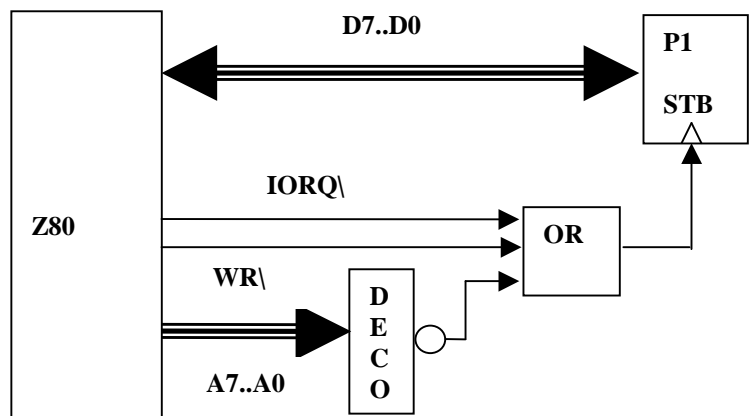 D7..D0
P1
STB
IORQ\
Z80
OR
WR\
D
E
C
O
A7..A0